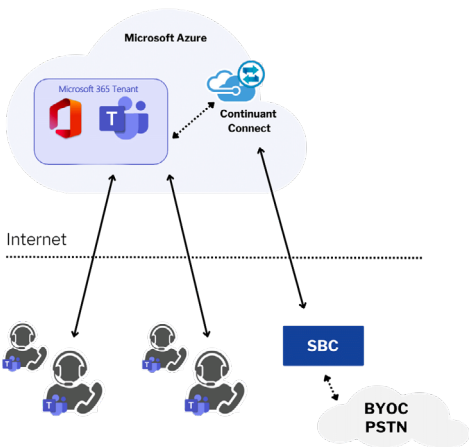 Microsoft Azure
Microsoft 365 Tenant
T
Continuant
Connect
Internet
T
T
T
T
SBC
BYOC
PSTN